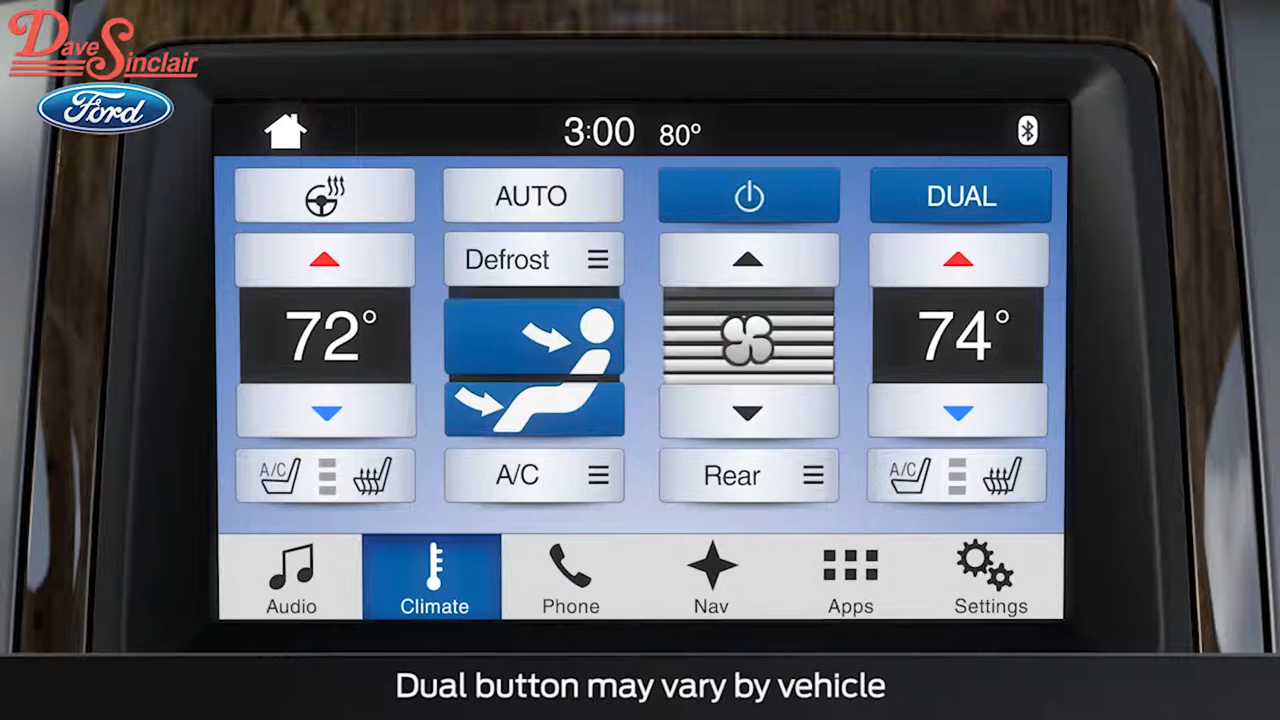 Dave Sinclair
Ford
3:00 80°
AUTO
DUAL
Defrost
72°
74°
A/C
A/C
Rear
A/C
Audio
Climate
Phone
Nav
Apps
Settings
Dual button may vary by vehicle